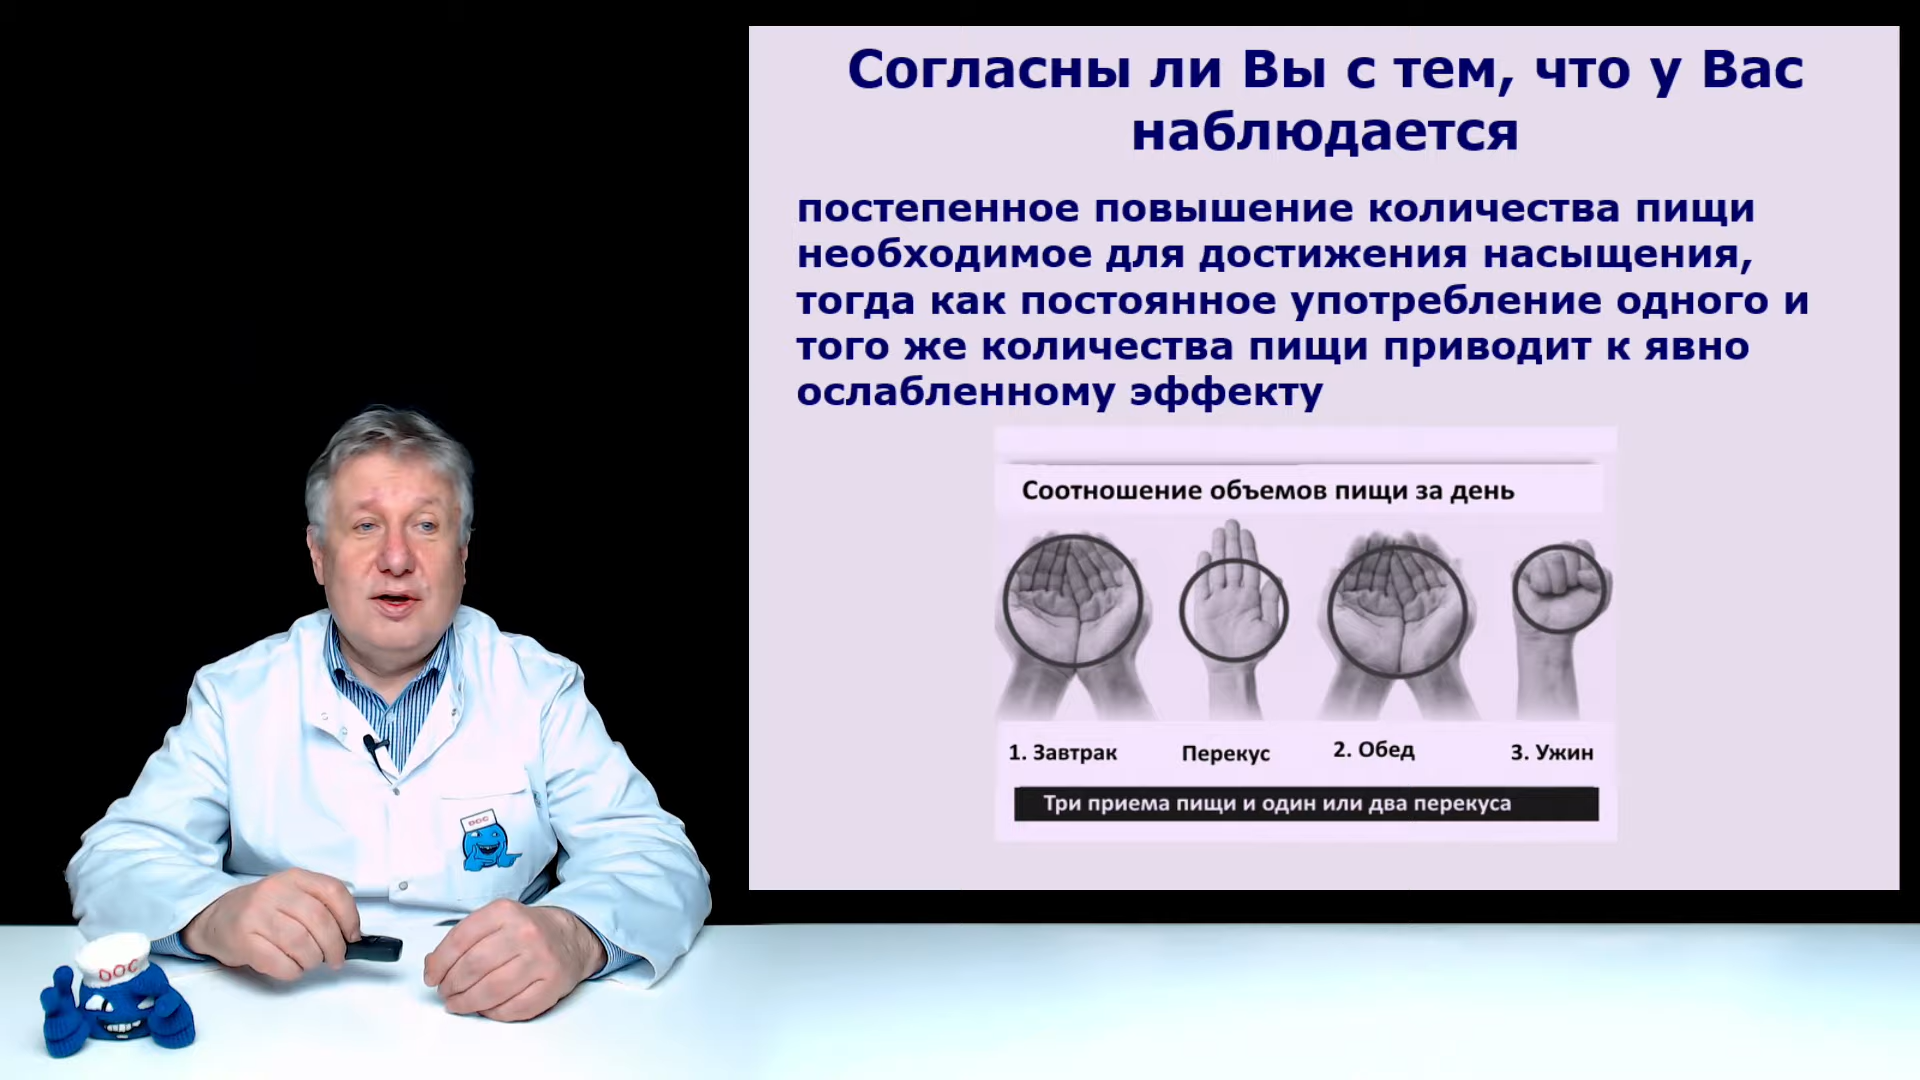 Согласны ли Вы с тем, что у Вас
наблюдается
постепенное повышение количества пищи
необходимое для достижения насыщения,
тогда как постоянное употребление одного и
того же количества пищи приводит к явно
ослабленному эффекту
Соотношение объемов пищи за день
1. Завтрак
Перекус
2. Обед
3. Ужин
Три приема пищи и один или два перекуса
DOC
DOC